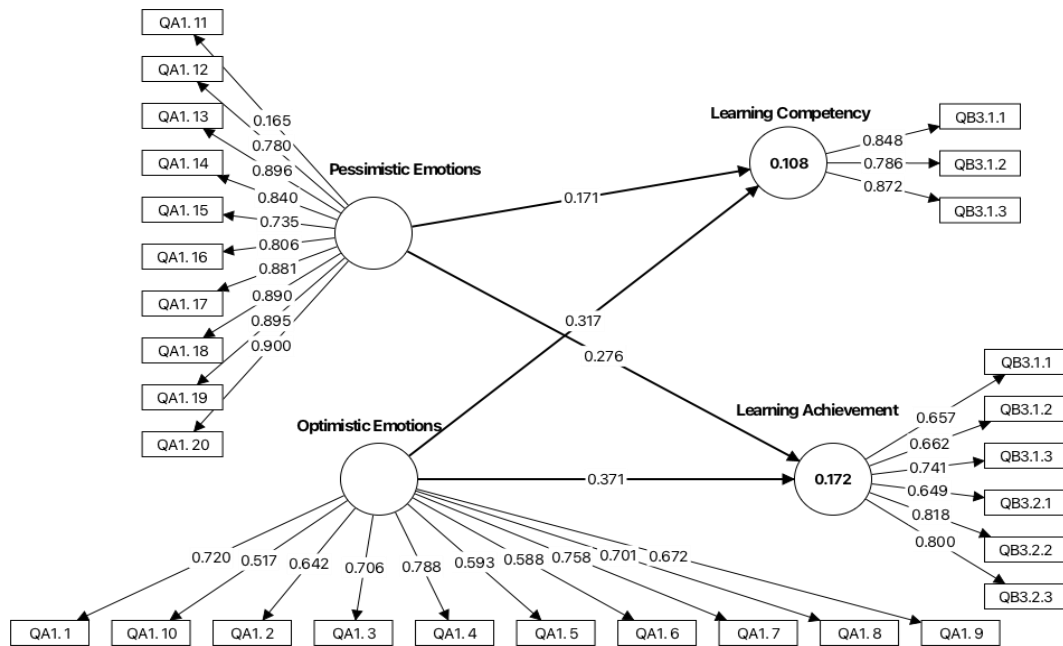 QA1. 11
QA1. 12
QA1. 13
QA1. 14
QA1. 15
QA1. 16
QA1. 17
QA1. 18
QA1. 19
QA1. 20
0.165
0.780
0.896
0.840
0.735
0.806
0.881
0.890
0.895
0.900
Pessimistic Emotions
Learning Competency
0.108
0.848
0.786
0.872
QB3.1.1
QB3.1.2
QB3.1.3
0.171
0.317
0.276
0.371
Optimistic Emotions
Learning Achievement
0.172
0.657
0.662
0.741
0.649
0.818
0.800
QB3.1.1
QB3.1.2
QB3.1.3
QB3.2.1
QB3.2.2
QB3.2.3
0.720
0.517
0.642
0.706
0.788
0.593
0.588
0.758
0.701
0.672
QA1. 1
QA1. 10
QA1. 2
QA1. 3
QA1. 4
QA1. 5
QA1. 6
QA1. 7
QA1. 8
QA1. 9